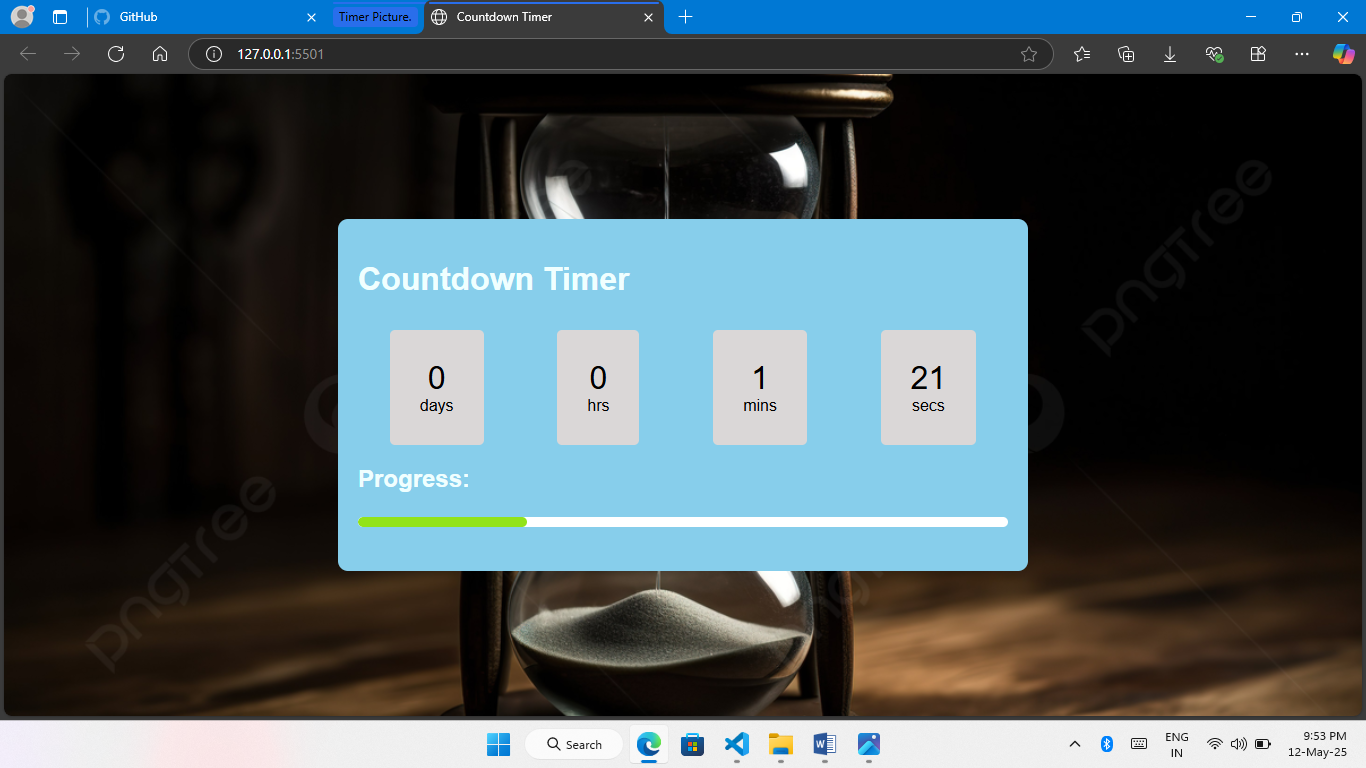 GitHub
Timer Picture.
Countdown Timer
127.0.0.1:5501
pngtree
Countdown Timer
0 0 1 21
days hrs mins secs
Progress:
pngtree
Search
ENG
IN
9:53 PM
12-May-25